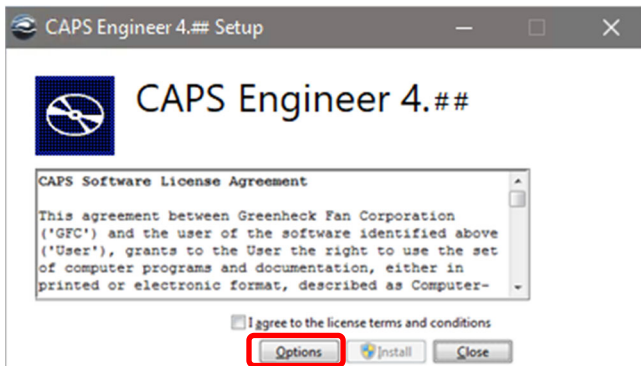 CAPS Engineer 4.## Setup
CAPS Engineer 4.##
CAPS Software License Agreement
This agreement between Greenheck Fan Corporation
('GFC') and the user of the software identified above
('User'), grants to the User the right to use the set
of computer programs and documentation, either in
printed or electronic format, described as Computer-
I agree to the license terms and conditions
Options Install Close